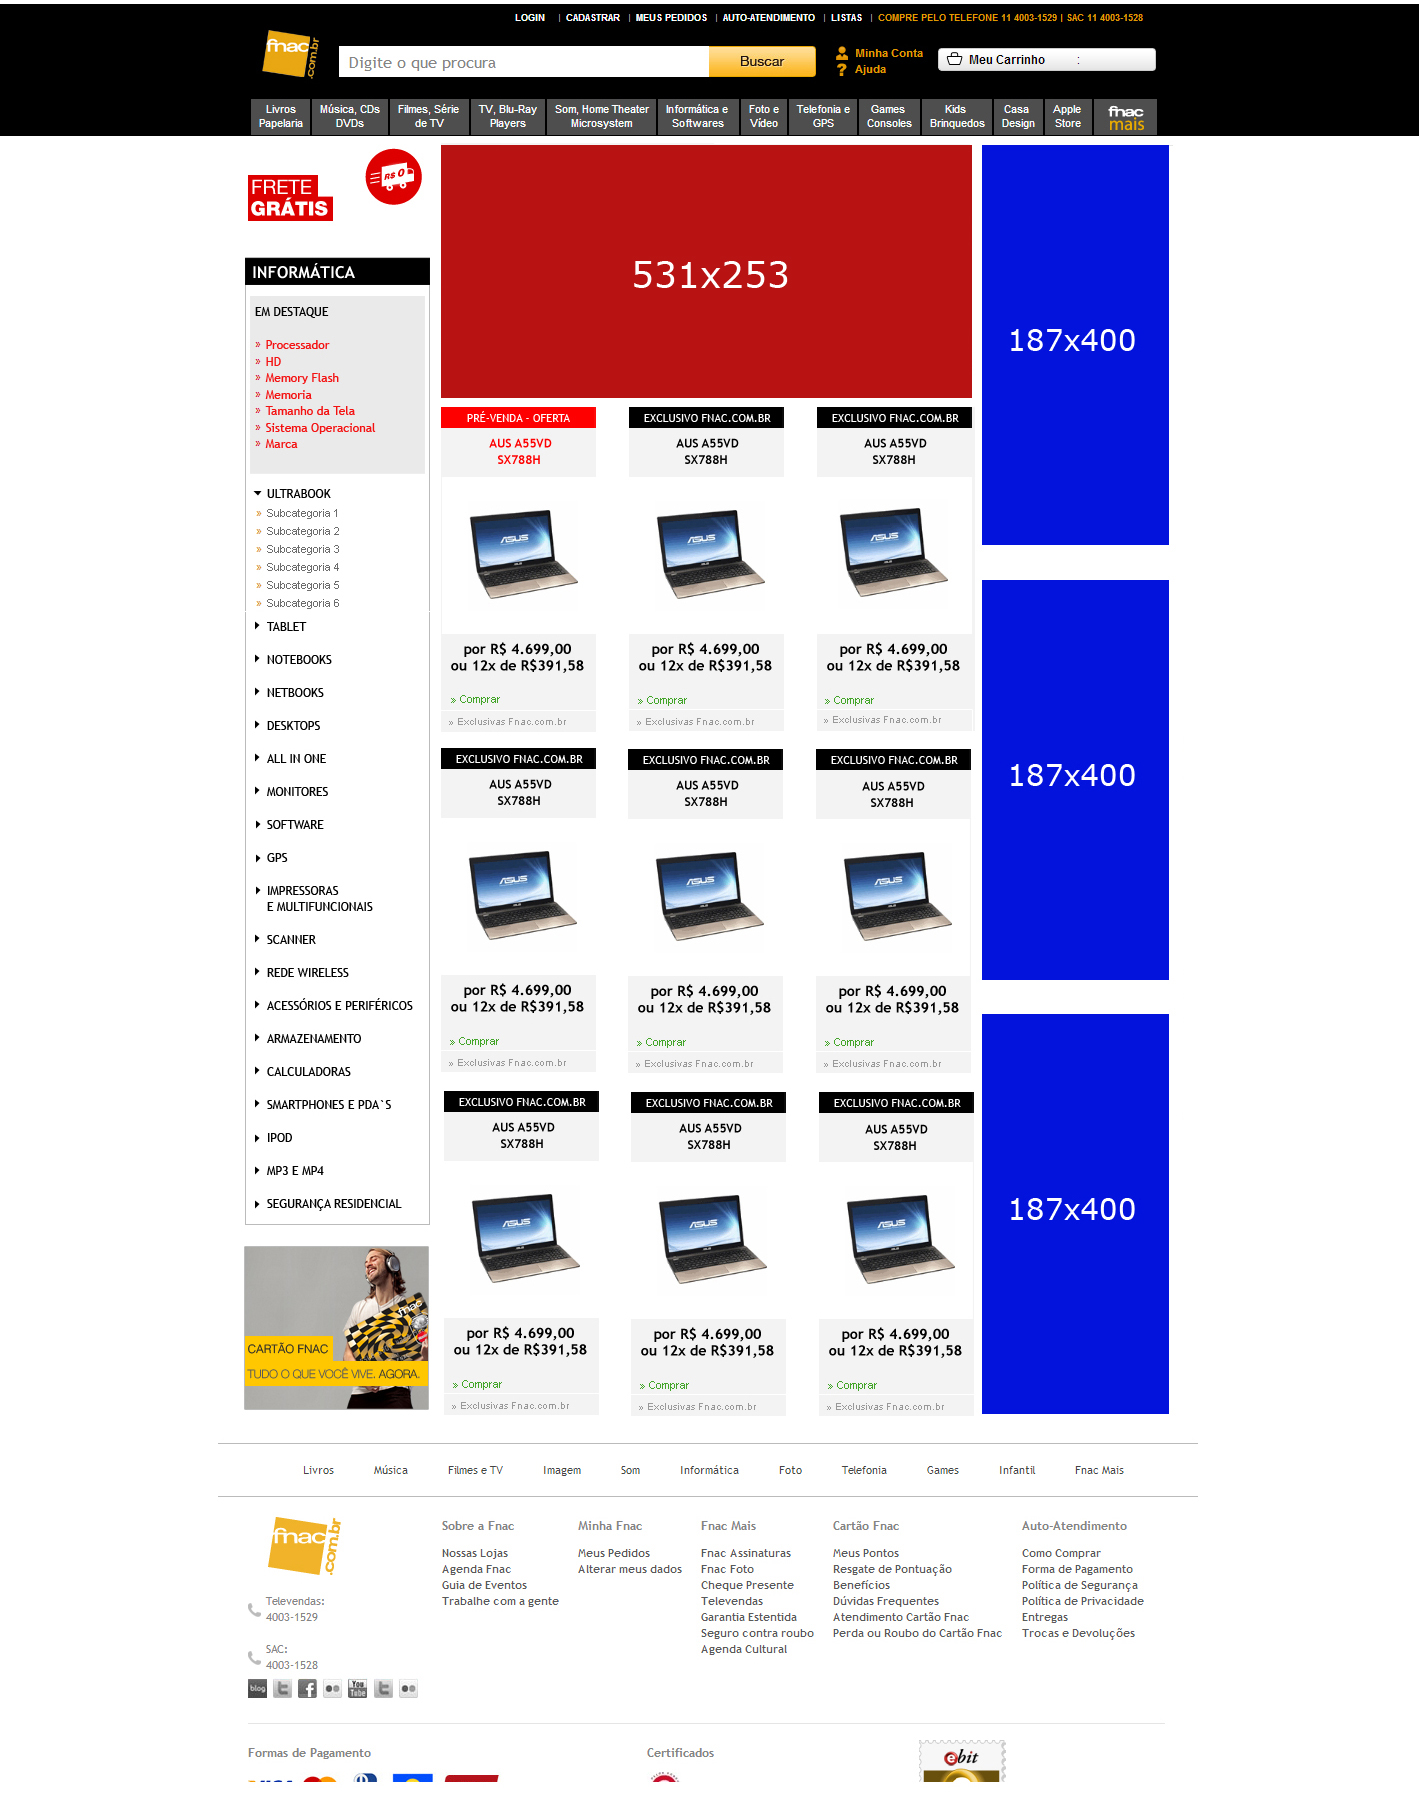 LOGIN | CADASTRAR | MEUS PEDIDOS | AUTO-ATENDIMENTO | LISTAS | COMPRE PELO TELEFONE 11 4003-1529 | SAC 11 4003-1528
fnac.com.br
Digite o que procura
Buscar
Minha Conta
Ajuda
Meu Carrinho :
Livros Papelaria
Música, CDs DVDs
Filmes, Série de TV
TV, Blu-Ray Players
Som, Home Theater Microsystem
Informática e Softwares
Foto e Vídeo
Telefonia e GPS
Games Consoles
Kids Brinquedos
Casa Design
Apple Store
fnac mais
FRETE
GRÁTIS
R$ 0
INFORMÁTICA
EM DESTAQUE
» Processador
» HD
» Memory Flash
» Memoria
» Tamanho da Tela
» Sistema Operacional
» Marca
ULTRABOOK
» Subcategoria 1
» Subcategoria 2
» Subcategoria 3
» Subcategoria 4
» Subcategoria 5
» Subcategoria 6
TABLET
NOTEBOOKS
NETBOOKS
DESKTOPS
ALL IN ONE
MONITORES
SOFTWARE
GPS
IMPRESSORAS
E MULTIFUNCIONAIS
SCANNER
REDE WIRELESS
ACESSÓRIOS E PERIFÉRICOS
ARMAZENAMENTO
CALCULADORAS
SMARTPHONES E PDA`S
IPOD
MP3 E MP4
SEGURANÇA RESIDENCIAL
fnac
CARTÃO FNAC
TUDO O QUE VOCÊ VIVE. AGORA.
531x253
PRÉ-VENDA - OFERTA
AUS A55VD
SX788H
ASUS
por R$ 4.699,00
ou 12x de R$391,58
» Comprar
» Exclusivas Fnac.com.br
EXCLUSIVO FNAC.COM.BR
AUS A55VD
SX788H
ASUS
por R$ 4.699,00
ou 12x de R$391,58
» Comprar
» Exclusivas Fnac.com.br
EXCLUSIVO FNAC.COM.BR
AUS A55VD
SX788H
ASUS
por R$ 4.699,00
ou 12x de R$391,58
» Comprar
» Exclusivas Fnac.com.br
EXCLUSIVO FNAC.COM.BR
AUS A55VD
SX788H
ASUS
por R$ 4.699,00
ou 12x de R$391,58
» Comprar
» Exclusivas Fnac.com.br
EXCLUSIVO FNAC.COM.BR
AUS A55VD
SX788H
ASUS
por R$ 4.699,00
ou 12x de R$391,58
» Comprar
» Exclusivas Fnac.com.br
EXCLUSIVO FNAC.COM.BR
AUS A55VD
SX788H
ASUS
por R$ 4.699,00
ou 12x de R$391,58
» Comprar
» Exclusivas Fnac.com.br
EXCLUSIVO FNAC.COM.BR
AUS A55VD
SX788H
ASUS
por R$ 4.699,00
ou 12x de R$391,58
» Comprar
» Exclusivas Fnac.com.br
EXCLUSIVO FNAC.COM.BR
AUS A55VD
SX788H
ASUS
por R$ 4.699,00
ou 12x de R$391,58
» Comprar
» Exclusivas Fnac.com.br
EXCLUSIVO FNAC.COM.BR
AUS A55VD
SX788H
ASUS
por R$ 4.699,00
ou 12x de R$391,58
» Comprar
» Exclusivas Fnac.com.br
187x400
187x400
187x400
Livros Música Filmes e TV Imagem Som Informática Foto Telefonia Games Infantil Fnac Mais
fnac.com.br
Televendas:
4003-1529
SAC:
4003-1528
blog
You Tube
Sobre a Fnac
Nossas Lojas
Agenda Fnac
Guia de Eventos
Trabalhe com a gente
Minha Fnac
Meus Pedidos
Alterar meus dados
Fnac Mais
Fnac Assinaturas
Fnac Foto
Cheque Presente
Televendas
Garantia Estentida
Seguro contra roubo
Agenda Cultural
Cartão Fnac
Meus Pontos
Resgate de Pontuação
Benefícios
Dúvidas Frequentes
Atendimento Cartão Fnac
Perda ou Roubo do Cartão Fnac
Auto-Atendimento
Como Comprar
Forma de Pagamento
Política de Segurança
Política de Privacidade
Entregas
Trocas e Devoluções
Formas de Pagamento
VISA
Certificados
ebit